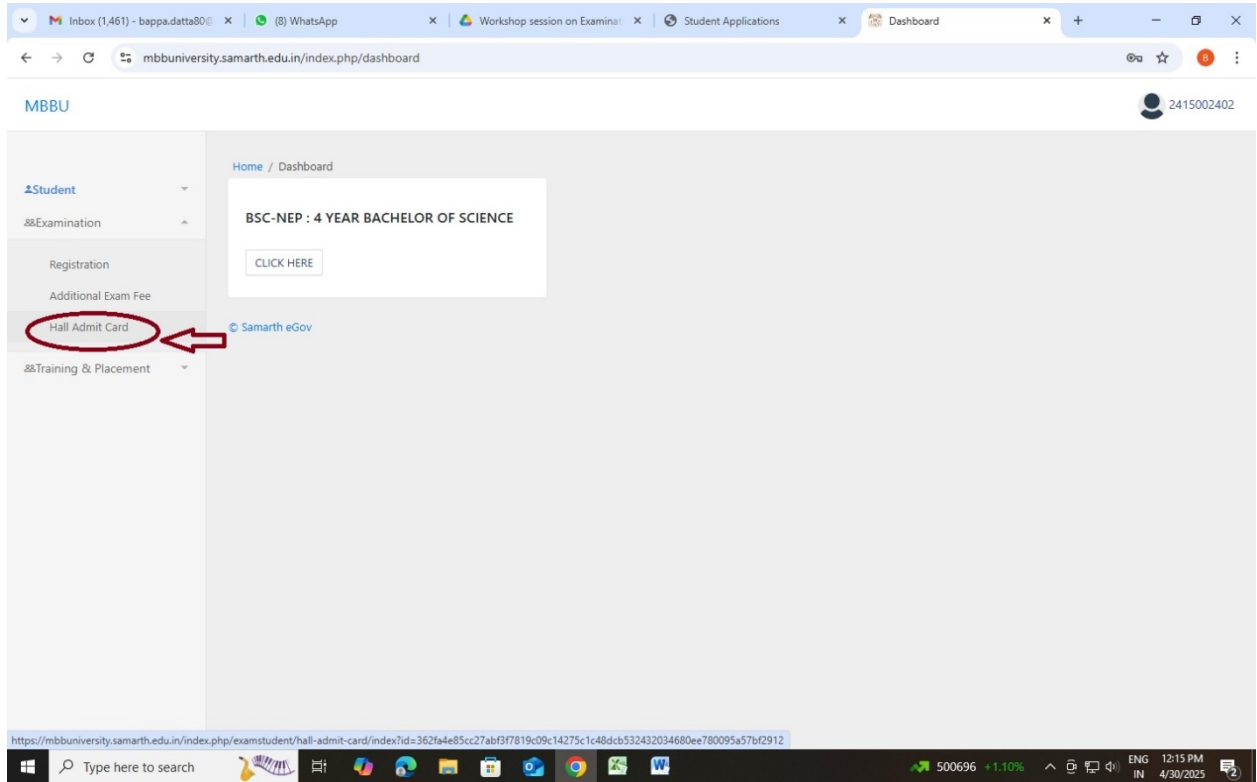 Inbox (1,461) - bappa.datta80@
(8) WhatsApp
Workshop session on Examinat
Student Applications
Dashboard
mbbuniversity.samarth.edu.in/index.php/dashboard
B
MBBU
2415002402
Home / Dashboard
Student
Examination
BSC-NEP : 4 YEAR BACHELOR OF SCIENCE
Registration
CLICK HERE
Additional Exam Fee
Hall Admit Card
© Samarth eGov
Training & Placement
https://mbbuniversity.samarth.edu.in/index.php/examstudent/hall-admit-card/index?id=362fa4e85cc27abf3f7819c09c14275c1c48dcb532432034680ee780095a57bf2912
Type here to search
500696 +1.10%
ENG
IN
12:15 PM
4/30/2025
2